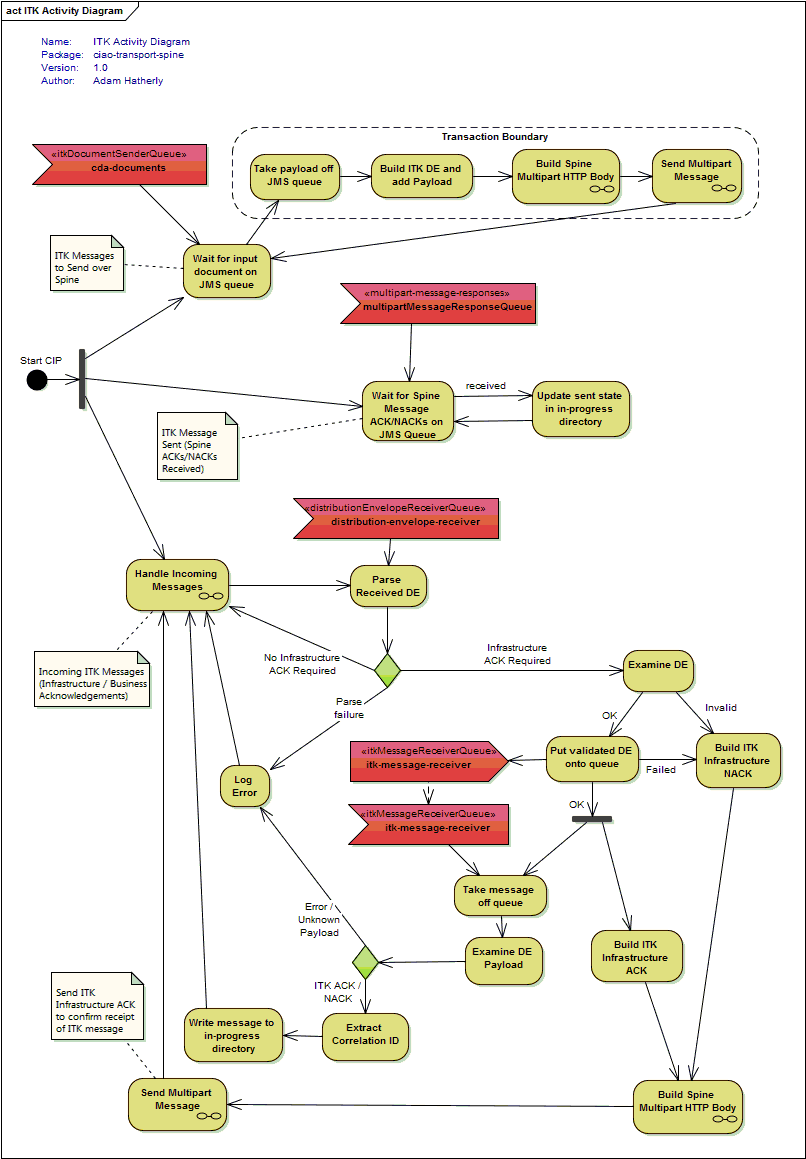 act ITK Activity Diagram
Name: ITK Activity Diagram
Package: ciao-transport-spine
Version: 1.0
Author: Adam Hatherly
Transaction Boundary
«itkDocumentSenderQueue»
cda-documents
Take payload off
JMS queue
Build ITK DE and
add Payload
Build Spine
Multipart HTTP Body
Send Multipart
Message
ITK Messages
to Send over
Spine
Wait for input
document on
JMS queue
«multipart-message-responses»
multipartMessageResponseQueue
Start CIP
Wait for Spine
Message
ACK/NACKs on
JMS Queue
received
Update sent state
in in-progress
directory
ITK Message
Sent (Spine
ACKs/NACKs
Received)
«distributionEnvelopeReceiverQueue»
distribution-envelope-receiver
Handle Incoming
Messages
Parse
Received DE
No Infrastructure
ACK Required
Infrastructure
ACK Required
Examine DE
Incoming ITK Messages
(Infrastructure / Business
Acknowledgements)
Parse
failure
OK
Invalid
«itkMessageReceiverQueue»
itk-message-receiver
Put validated DE
onto queue
Failed
Build ITK
Infrastructure
NACK
Log
Error
«itkMessageReceiverQueue»
itk-message-receiver
OK
Take message
off queue
Error /
Unknown
Payload
Examine DE
Payload
Build ITK
Infrastructure
ACK
ITK ACK /
NACK
Send ITK
Infrastructure ACK
to confirm receipt
of ITK message
Write message to
in-progress
directory
Extract
Correlation ID
Send Multipart
Message
Build Spine
Multipart HTTP Body